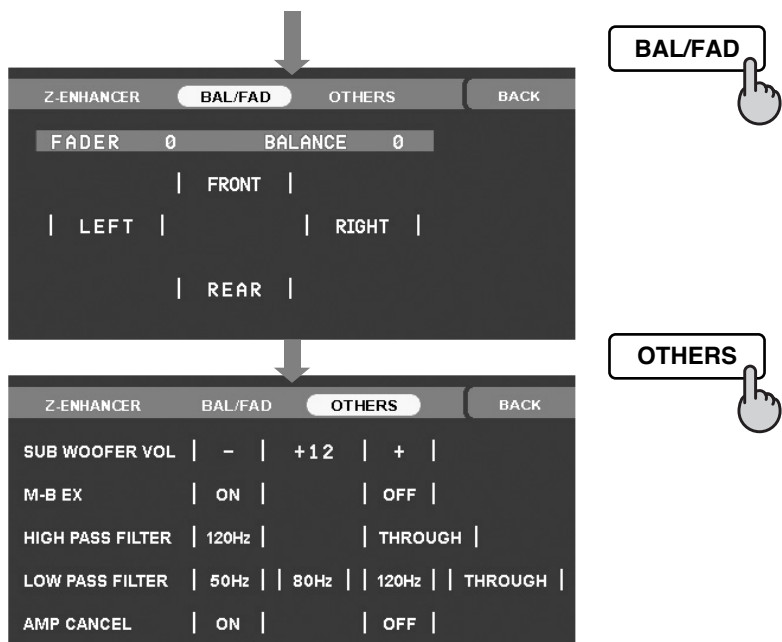 BAL/FAD
Z-ENHANCER BAL/FAD OTHERS BACK
FADER 0 BALANCE 0
| FRONT |
| LEFT | | RIGHT |
| REAR |
OTHERS
Z-ENHANCER BAL/FAD OTHERS BACK
SUB WOOFER VOL | - | +12 | + |
M-B EX | ON | | OFF |
HIGH PASS FILTER | 120Hz | | THROUGH |
LOW PASS FILTER | 50Hz | | 80Hz | | 120Hz | | THROUGH |
AMP CANCEL | ON | | OFF |